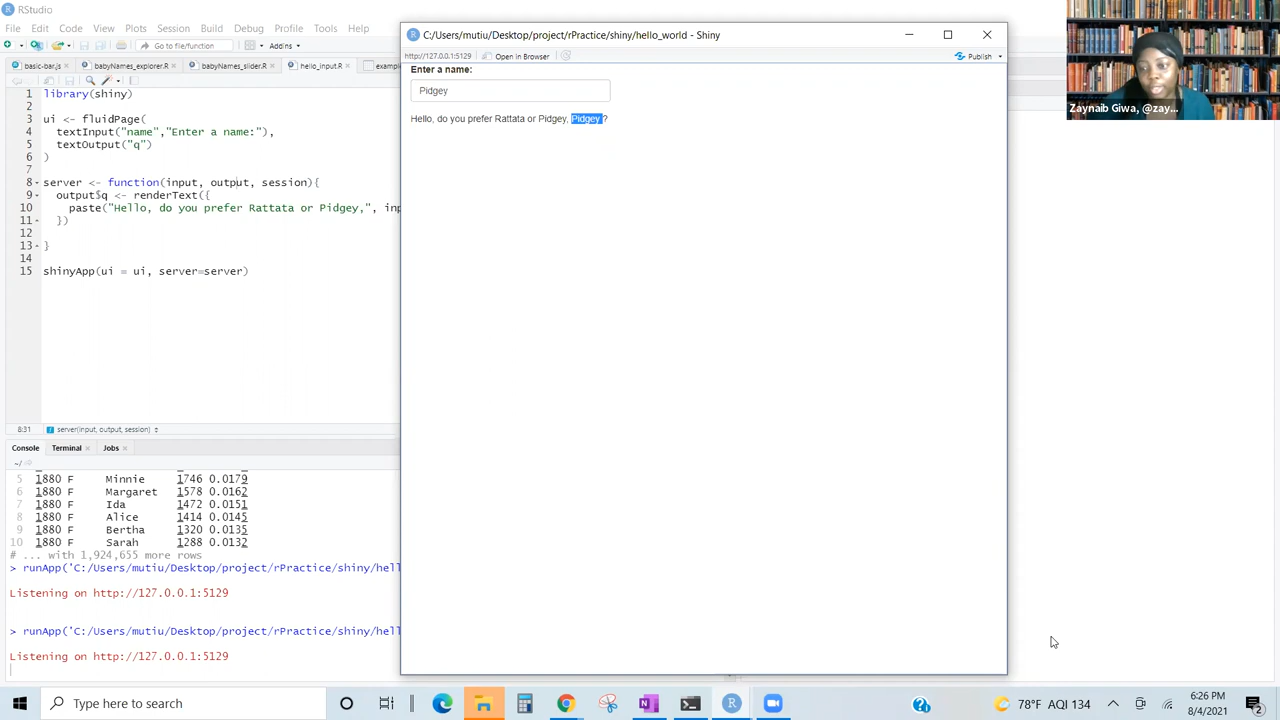 RStudio
File Edit Code View Plots Session Build Debug Profile Tools Help
Go to file/function Addins
basic-bar.js babyNames_explorer.R babyNames_slider.R hello_input.R example
1 library(shiny)
2
3 ui <- fluidPage(
4 textInput("name","Enter a name:"),
5 textOutput("q")
6 )
7
8 server <- function(input, output, session){
9 output$q <- renderText({
10 paste("Hello, do you prefer Rattata or Pidgey,", inp
11 })
12
13 }
14
15 shinyApp(ui = ui, server=server)
8:31 server(input, output, session)
Console Terminal Jobs
~/
5 1880 F Minnie 1746 0.0179
6 1880 F Margaret 1578 0.0162
7 1880 F Ida 1472 0.0151
8 1880 F Alice 1414 0.0145
9 1880 F Bertha 1320 0.0135
10 1880 F Sarah 1288 0.0132
# ... with 1,924,655 more rows
> runApp('C:/Users/mutiu/Desktop/project/rPractice/shiny/hell
Listening on http://127.0.0.1:5129
> runApp('C:/Users/mutiu/Desktop/project/rPractice/shiny/hell
Listening on http://127.0.0.1:5129
C:/Users/mutiu/Desktop/project/rPractice/shiny/hello_world - Shiny
http://127.0.0.1:5129 Open in Browser Publish
Enter a name:
Pidgey
Hello, do you prefer Rattata or Pidgey, Pidgey ?
Zaynaib Giwa, @zay...
Type here to search
78°F AQI 134
6:26 PM
8/4/2021
2